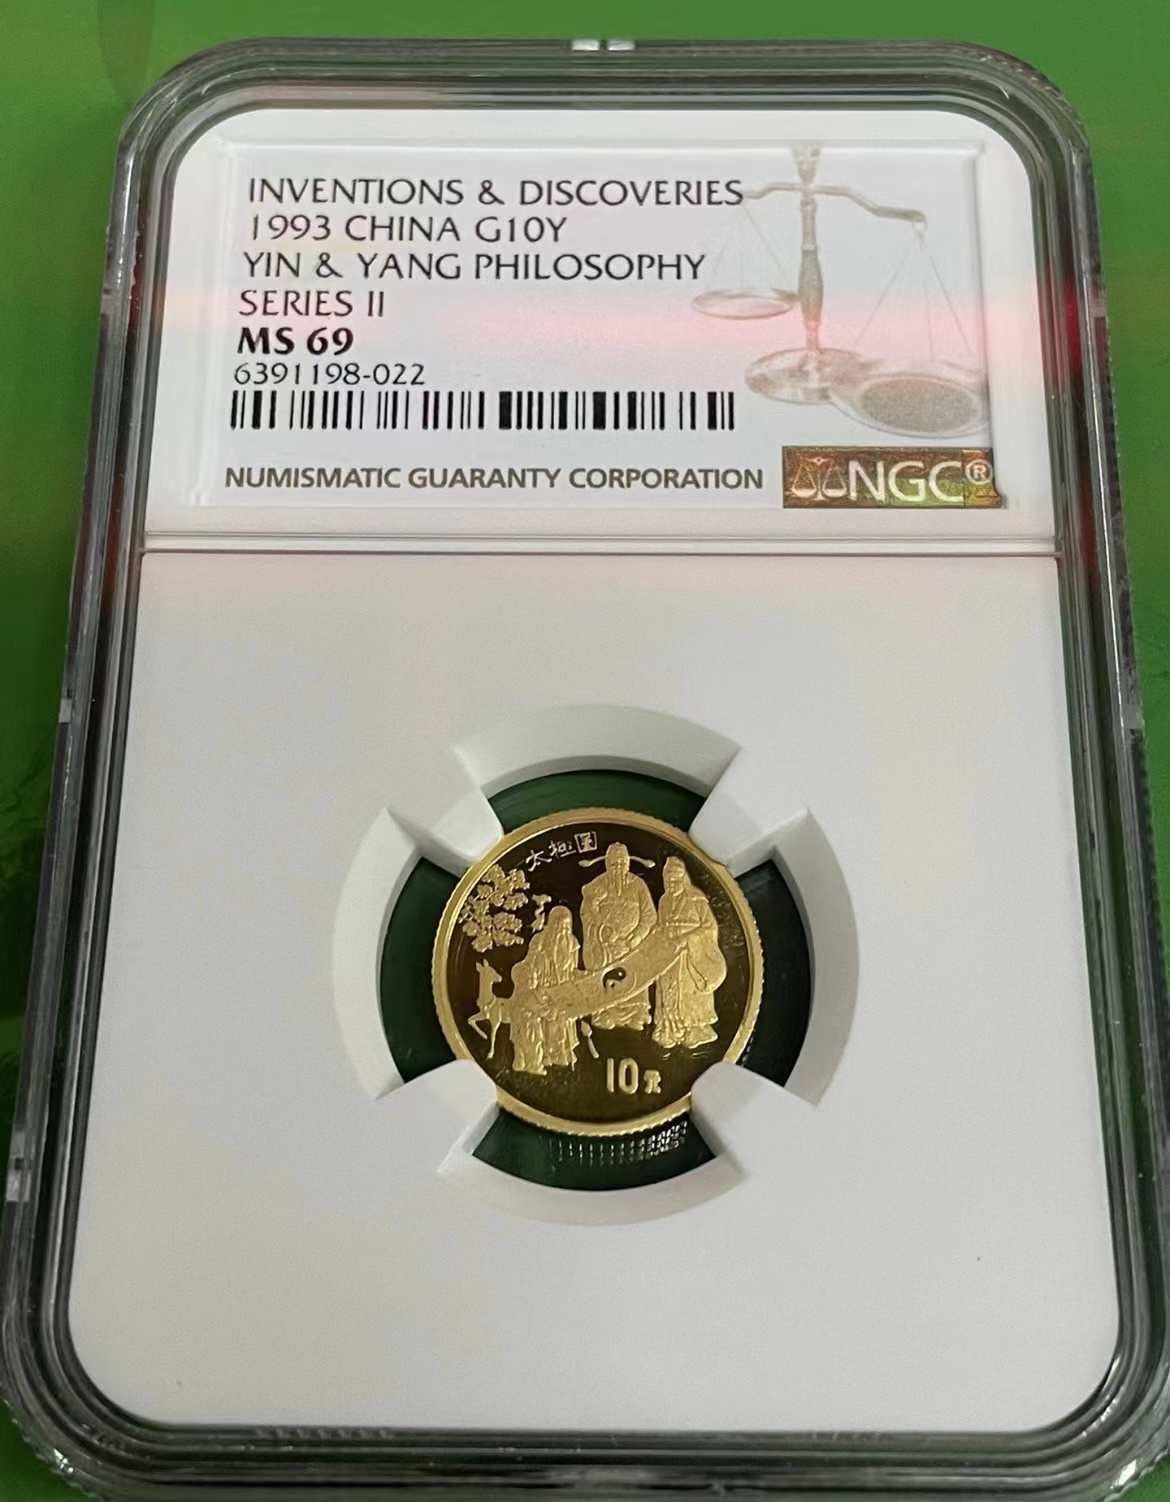 INVENTIONS & DISCOVERIES
1993 CHINA G10Y
YIN & YANG PHILOSOPHY
SERIES II
MS 69
6391198-022
NUMISMATIC GUARANTY CORPORATION
NGC®
太極图
10元